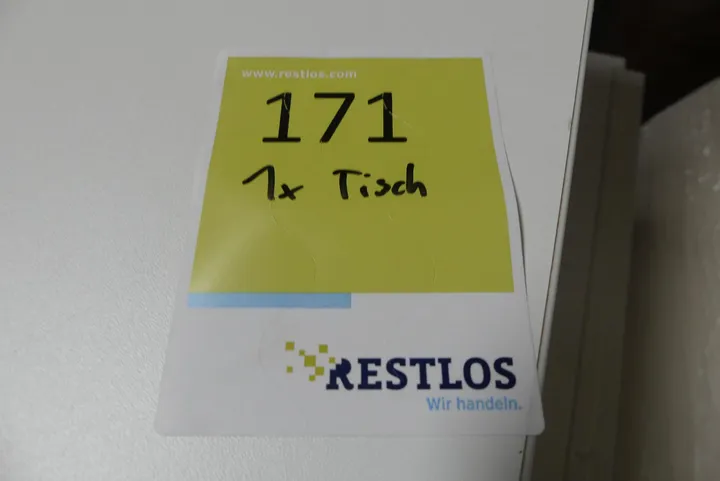 www.restlos.com
171
1x Tisch
RESTLOS
Wir handeln.